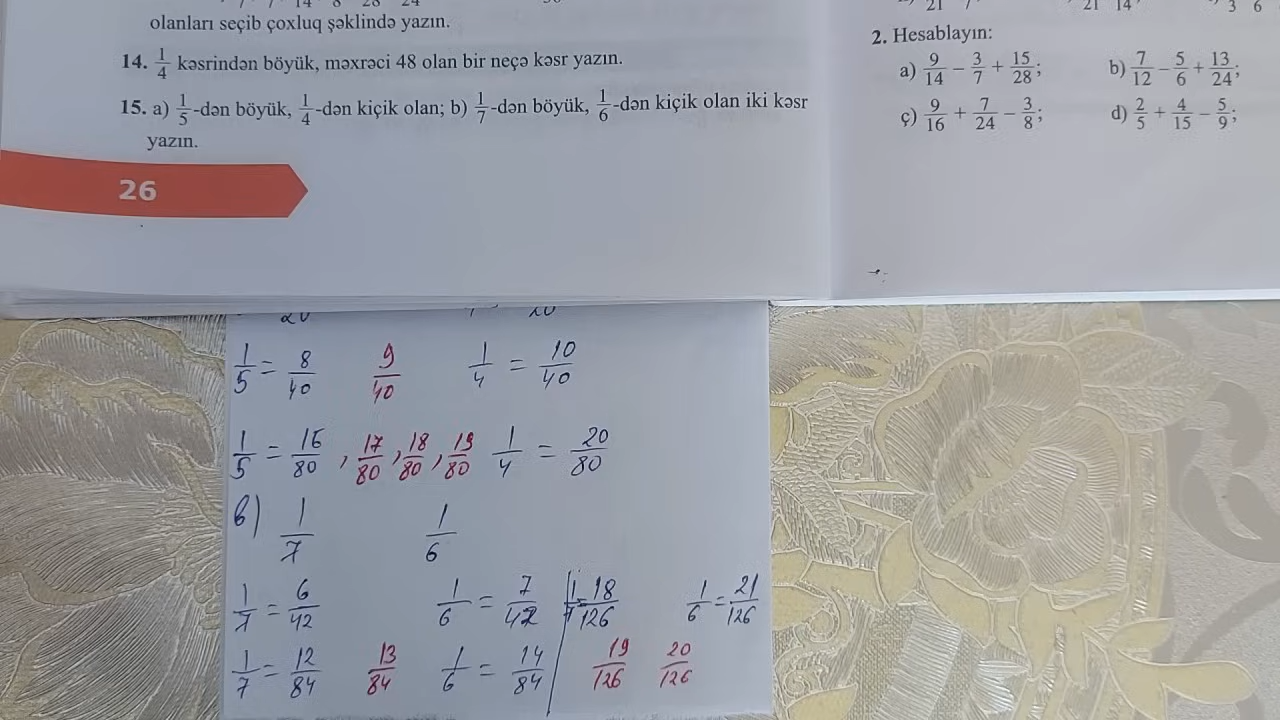 olanları seçib çoxluq şəklində yazın.
14. 1/4 kəsrindən böyük, məxrəci 48 olan bir neçə kəsr yazın.
15. a) 1/5-dən böyük, 1/4-dən kiçik olan; b) 1/7-dən böyük, 1/6-dən kiçik olan iki kəsr
yazın.
26
21 14
3 6
2. Hesablayın:
a) 9/14 − 3/7 + 15/28; b) 7/12 − 5/6 + 13/24;
ç) 9/16 + 7/24 − 3/8; d) 2/5 + 4/15 − 5/9;
1/5 = 8/40 9/40 1/4 = 10/40
1/5 = 16/80, 17/80, 18/80, 19/80 1/4 = 20/80
b) 1/7 1/6
1/7 = 6/42 1/6 = 7/42 1/7 = 18/126 1/6 = 21/126
1/7 = 12/84 13/84 1/6 = 14/84 19/126 20/126